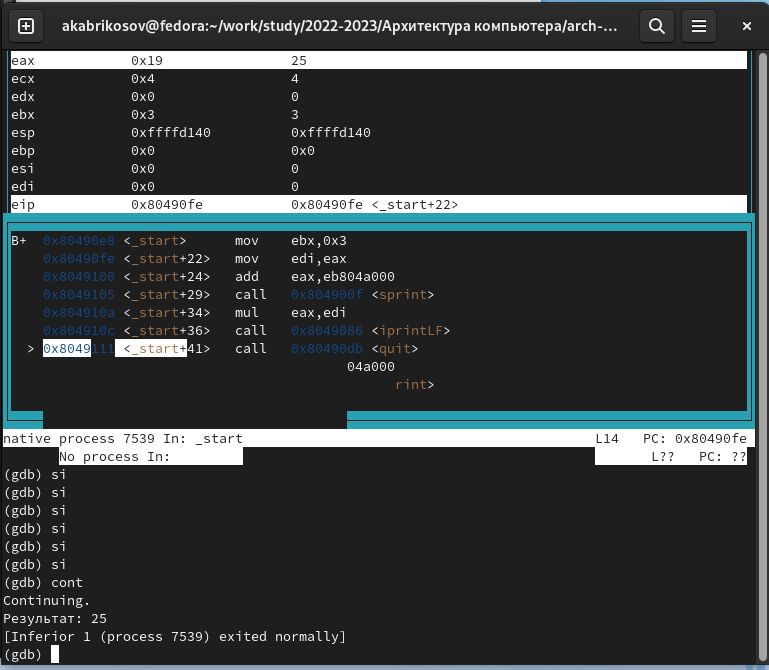 akabrikosov@fedora:~/work/study/2022-2023/Архитектура компьютера/arch-...
eax 0x19 25
ecx 0x4 4
edx 0x0 0
ebx 0x3 3
esp 0xffffd140 0xffffd140
ebp 0x0 0x0
esi 0x0 0
edi 0x0 0
eip 0x80490fe 0x80490fe <_start+22>
B+ 0x80490e8 <_start> mov ebx,0x3
0x80490fe <_start+22> mov edi,eax
0x8049100 <_start+24> add eax,eb804a000
0x8049105 <_start+29> call 0x804900f <sprint>
0x804910a <_start+34> mul eax,edi
0x804910c <_start+36> call 0x8049086 <iprintLF>
> 0x8049111 <_start+41> call 0x80490db <quit>
04a000
rint>
native process 7539 In: _start L14 PC: 0x80490fe
No process In: L?? PC: ??
(gdb) si
(gdb) si
(gdb) si
(gdb) si
(gdb) si
(gdb) si
(gdb) cont
Continuing.
Результат: 25
[Inferior 1 (process 7539) exited normally]
(gdb)